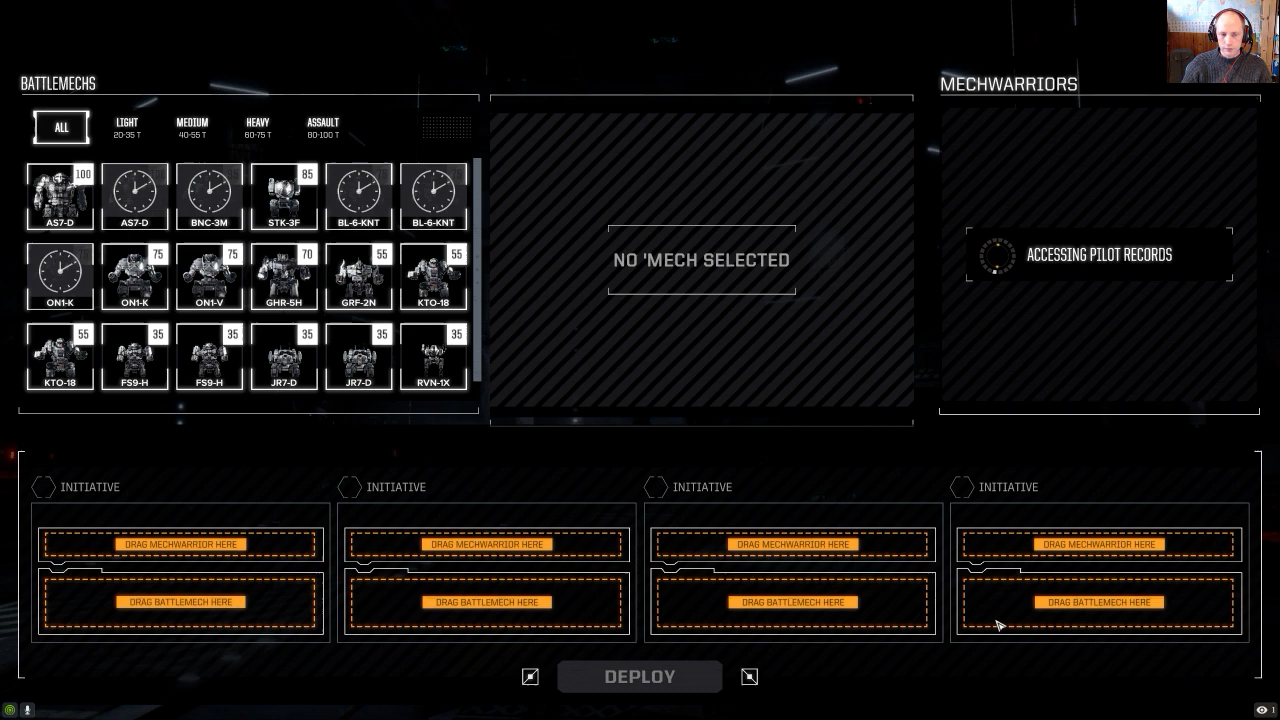 BATTLEMECHS
ALL
LIGHT
20-35 T
MEDIUM
40-55 T
HEAVY
60-75 T
ASSAULT
80-100 T
100
AS7-D
AS7-D
BNC-3M
85
STK-3F
BL-6-KNT
BL-6-KNT
ON1-K
75
ON1-K
75
ON1-V
70
GHR-5H
55
GRF-2N
55
KTO-18
55
KTO-18
35
FS9-H
35
FS9-H
35
JR7-D
35
JR7-D
35
RVN-1X
NO 'MECH SELECTED
MECHWARRIORS
ACCESSING PILOT RECORDS
INITIATIVE
DRAG MECHWARRIOR HERE
DRAG BATTLEMECH HERE
INITIATIVE
DRAG MECHWARRIOR HERE
DRAG BATTLEMECH HERE
INITIATIVE
DRAG MECHWARRIOR HERE
DRAG BATTLEMECH HERE
INITIATIVE
DRAG MECHWARRIOR HERE
DRAG BATTLEMECH HERE
DEPLOY
1